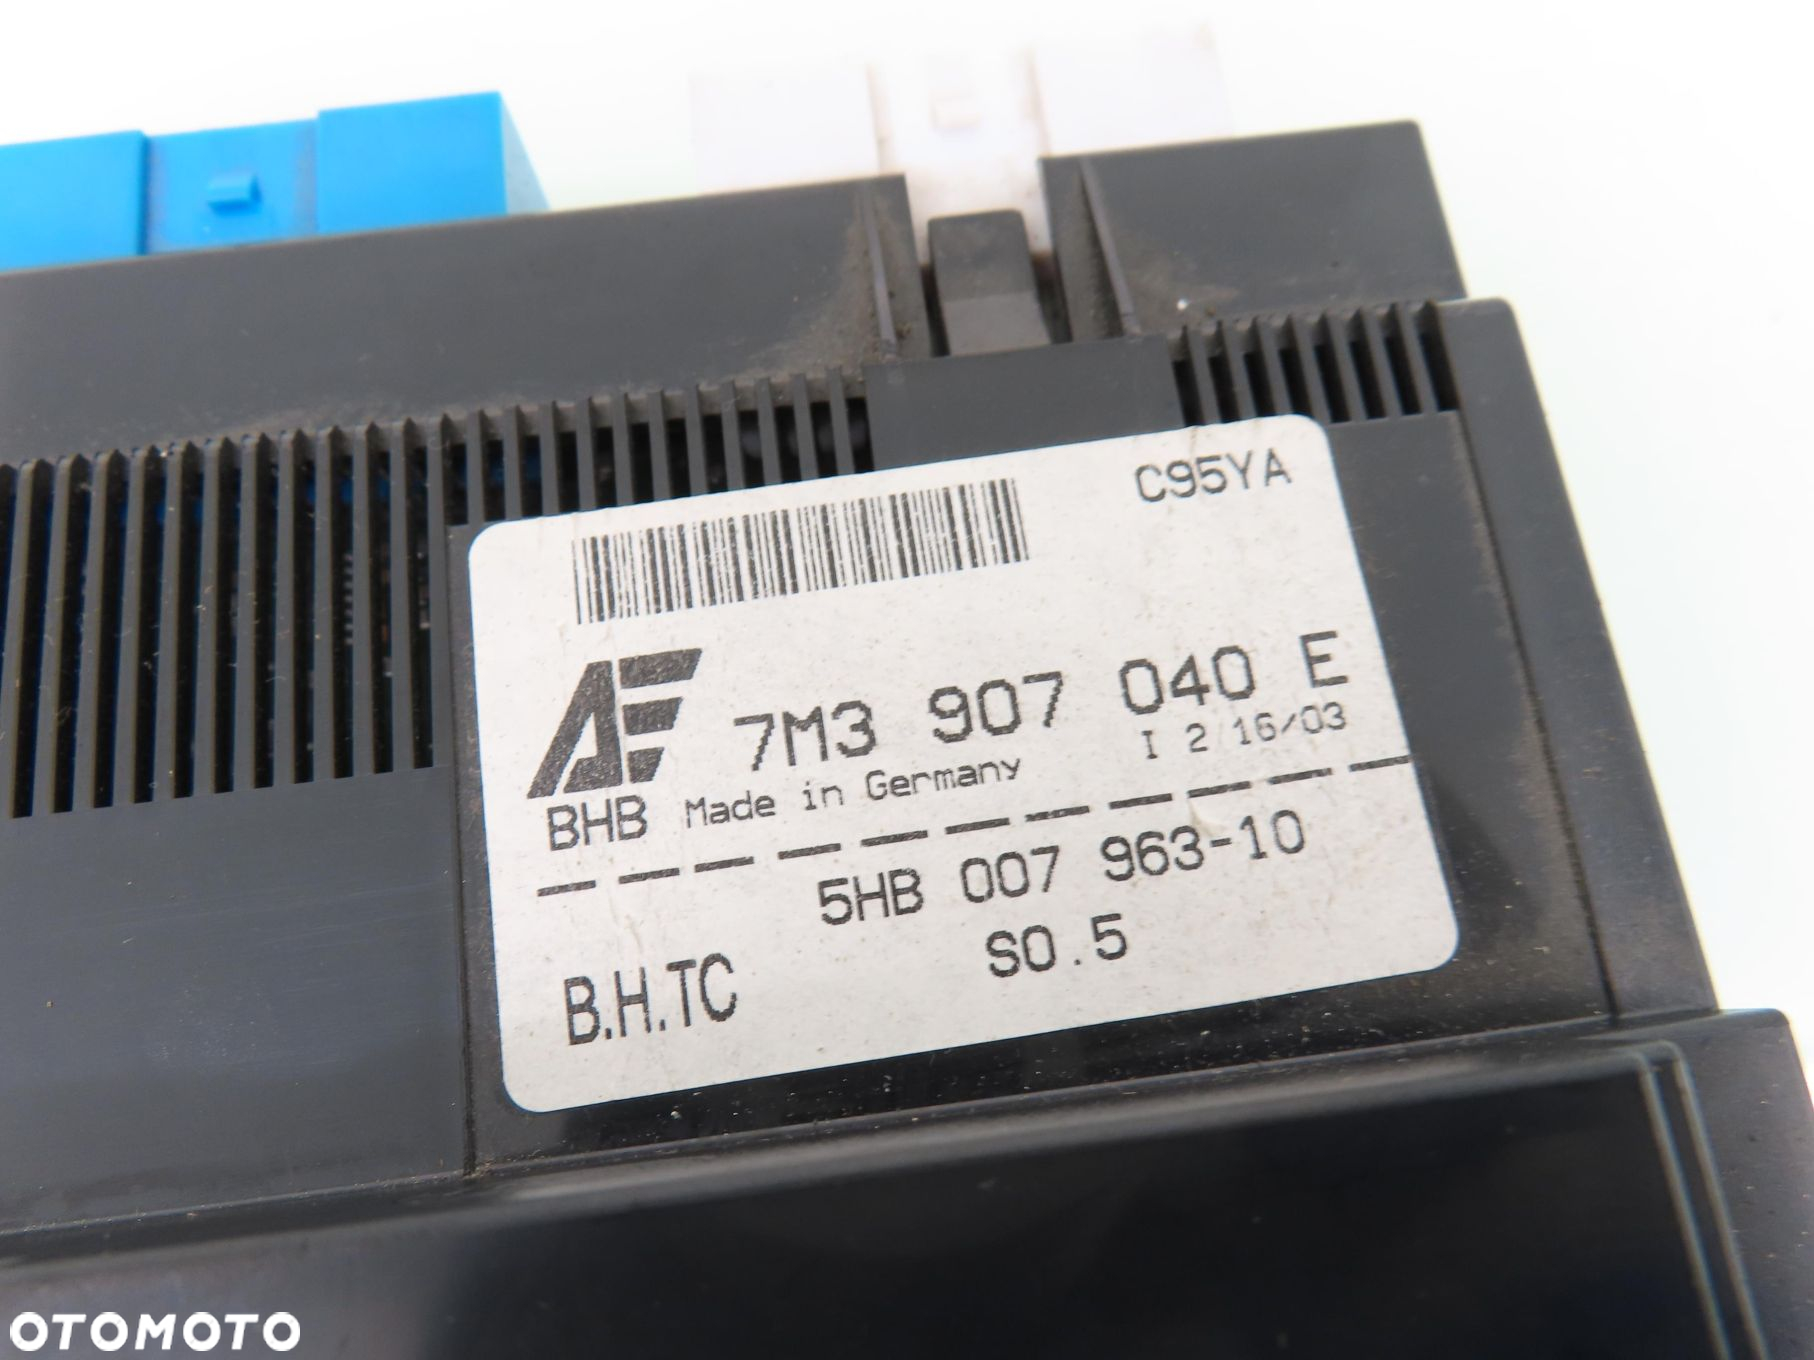 C95YA
AE 7M3 907 040 E
I 2 16/03
BHB Made in Germany
5HB 007 963-10
B.H.TC S0.5
OTOMOTO